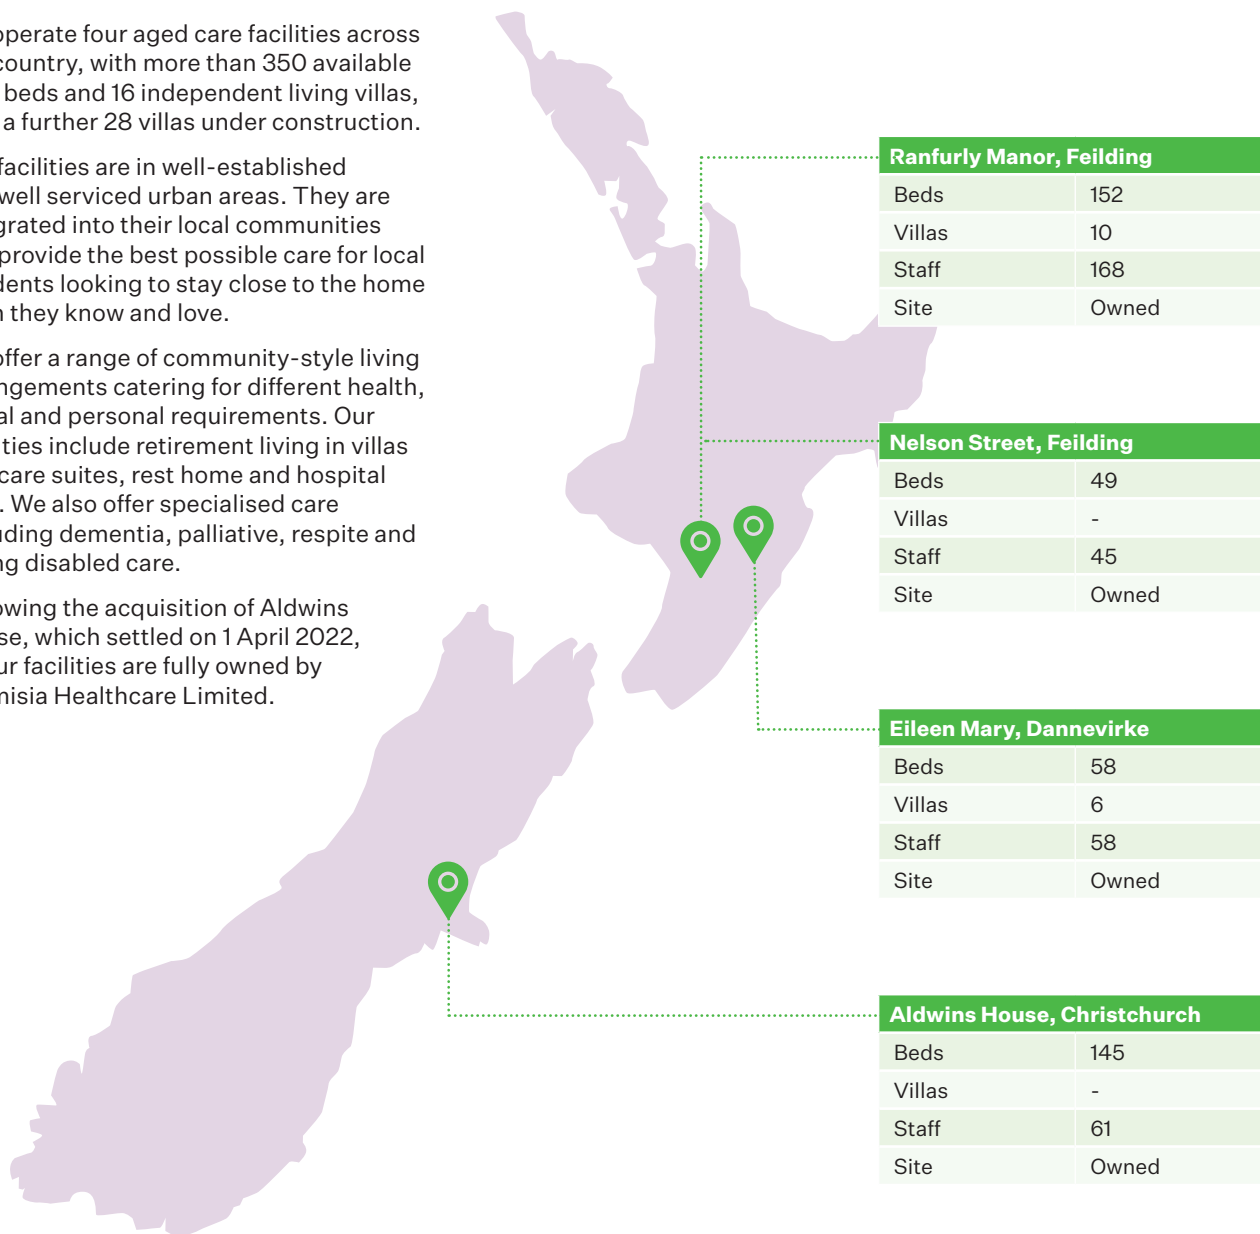 operate four aged care facilities across
country, with more than 350 available
beds and 16 independent living villas,
a further 28 villas under construction.
facilities are in well-established
well serviced urban areas. They are
grated into their local communities
provide the best possible care for local
dents looking to stay close to the home
n they know and love.
offer a range of community-style living
ngements catering for different health,
al and personal requirements. Our
ities include retirement living in villas
care suites, rest home and hospital
. We also offer specialised care
uding dementia, palliative, respite and
ng disabled care.
owing the acquisition of Aldwins
se, which settled on 1 April 2022,
ur facilities are fully owned by
misia Healthcare Limited.
Ranfurly Manor, Feilding
Beds 152
Villas 10
Staff 168
Site Owned
Nelson Street, Feilding
Beds 49
Villas -
Staff 45
Site Owned
Eileen Mary, Dannevirke
Beds 58
Villas 6
Staff 58
Site Owned
Aldwins House, Christchurch
Beds 145
Villas -
Staff 61
Site Owned